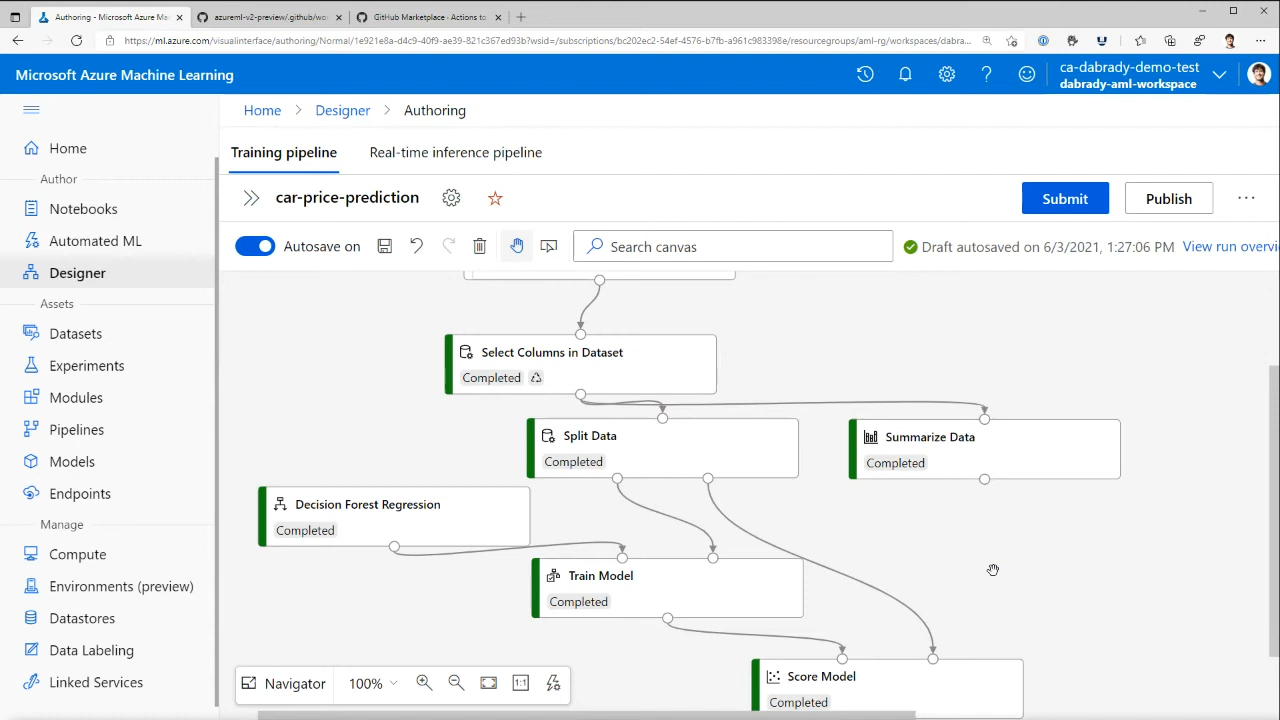 Authoring - Microsoft Azure Ma
azureml-v2-preview/.github/wor
GitHub Marketplace · Actions to
https://ml.azure.com/visualinterface/authoring/Normal/1e921e8a-d4c9-40f9-ae39-821c367ed93b?wsid=/subscriptions/bc202ec2-54ef-4576-b7fb-a961c983398e/resourcegroups/aml-rg/workspaces/dabra...
Microsoft Azure Machine Learning
ca-dabrady-demo-test
dabrady-aml-workspace
Home > Designer > Authoring
Training pipeline Real-time inference pipeline
car-price-prediction
Submit Publish ...
Autosave on
Search canvas
Draft autosaved on 6/3/2021, 1:27:06 PM View run overvi
Home
Author
Notebooks
Automated ML
Designer
Assets
Datasets
Experiments
Modules
Pipelines
Models
Endpoints
Manage
Compute
Environments (preview)
Datastores
Data Labeling
Linked Services
Select Columns in Dataset
Completed
Split Data
Completed
Summarize Data
Completed
Decision Forest Regression
Completed
Train Model
Completed
Score Model
Completed
Navigator 100% 1:1